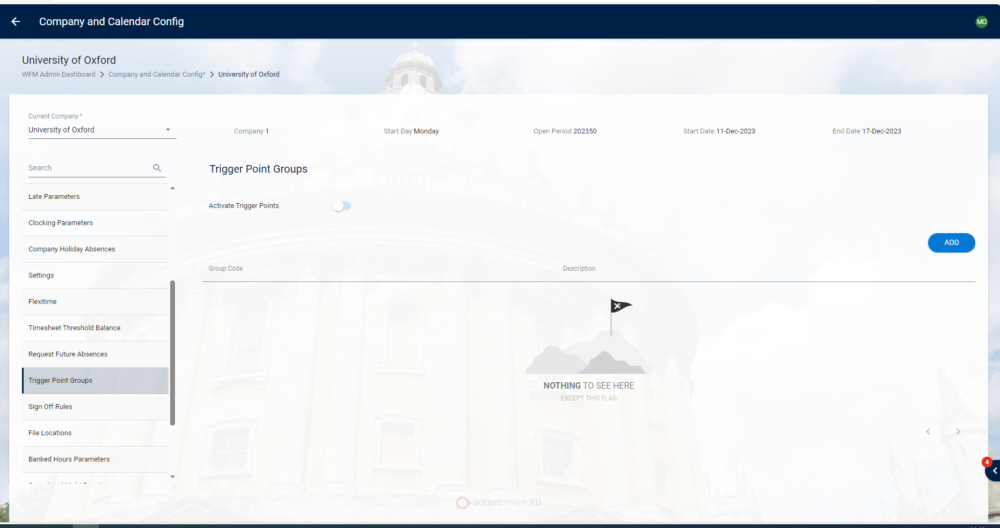 Company and Calendar Config
MO
University of Oxford
WFM Admin Dashboard > Company and Calendar Config* > University of Oxford
Current Company *
University of Oxford
Company 1
Start Day Monday
Open Period 202350
Start Date 11-Dec-2023
End Date 17-Dec-2023
Search
Late Parameters
Clocking Parameters
Company Holiday Absences
Settings
Flexitime
Timesheet Threshold Balance
Request Future Absences
Trigger Point Groups
Sign Off Rules
File Locations
Banked Hours Parameters
Trigger Point Groups
Activate Trigger Points
ADD
Group Code
Description
X
NOTHING TO SEE HERE
EXCEPT THIS FLAG
4
access PeopleXD